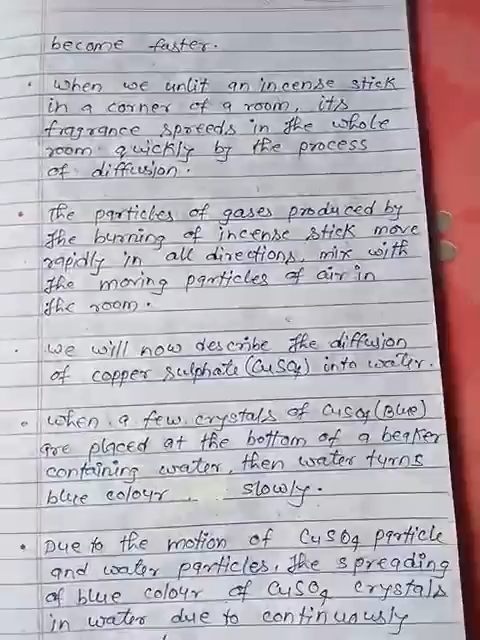 become faster.
• when we unlit an incense stick
in a corner of a room, its
fragrance spreeds in the whole
room quickly by the process
of diffusion.
• The particles of gases produced by
the burning of incense stick move
rapidly in all directions, mix with
the moving particles of air in
the room.
• we will now describe the diffusion
of copper sulphate (CuSO4) into water.
• when a few crystals of CuSO4 (Blue)
are placed at the bottom of a beaker
containing water, then water turns
blue colour slowly.
• Due to the motion of CuSO4 particle
and water particles, the spreading
of blue colour of CuSO4 crystals
in water due to continuously